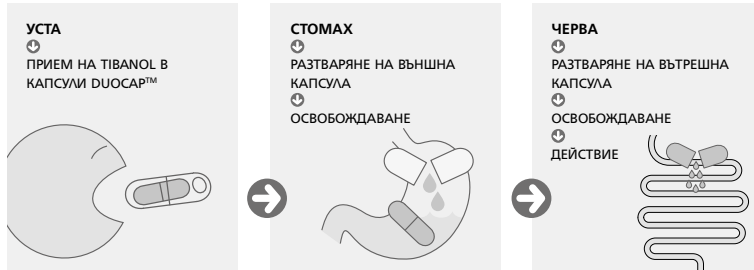 УСТА
ПРИЕМ НА TIBANOL В
КАПСУЛИ DUOCAP™
СТОМАХ
РАЗТВАРЯНЕ НА ВЪНШНА
КАПСУЛА
ОСВОБОЖДАВАНЕ
ЧЕРВА
РАЗТВАРЯНЕ НА ВЪТРЕШНА
КАПСУЛА
ОСВОБОЖДАВАНЕ
ДЕЙСТВИЕ